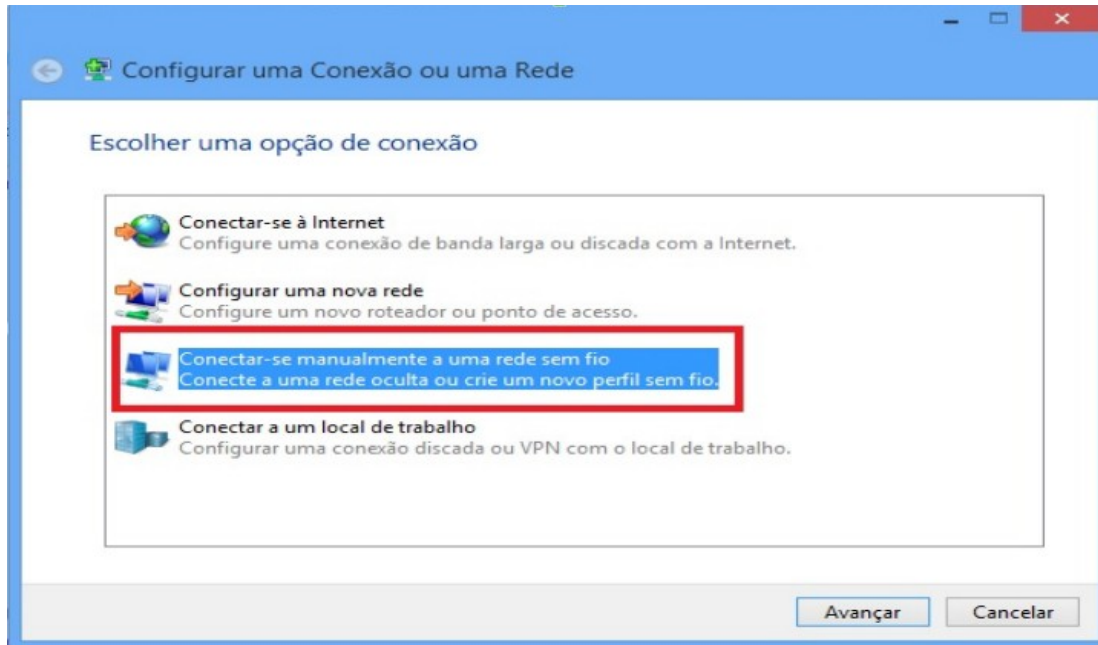 Configurar uma Conexão ou uma Rede
Escolher uma opção de conexão
Conectar-se à Internet
Configure uma conexão de banda larga ou discada com a Internet.
Configurar uma nova rede
Configure um novo roteador ou ponto de acesso.
Conectar-se manualmente a uma rede sem fio
Conecte a uma rede oculta ou crie um novo perfil sem fio.
Conectar a um local de trabalho
Configurar uma conexão discada ou VPN com o local de trabalho.
Avançar
Cancelar